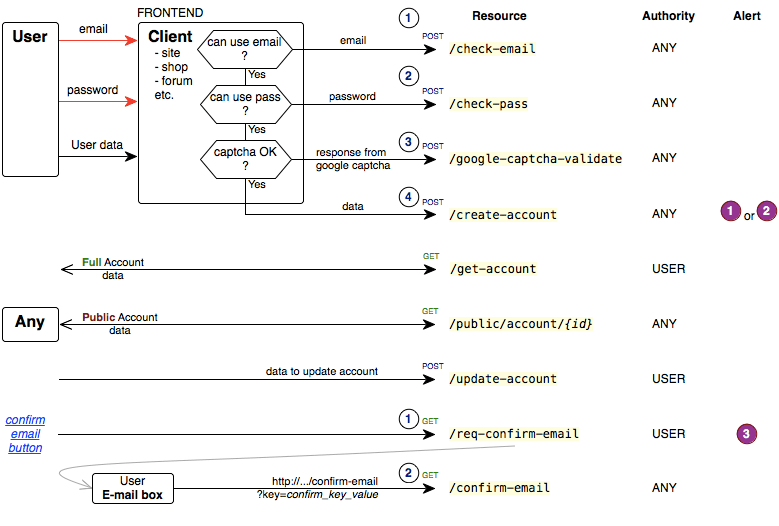 FRONTEND
Resource Authority Alert
User
email
Client
- site
- shop
- forum
etc.
can use email
?
Yes
email
1
POST
/check-email
ANY
password
can use pass
?
Yes
password
2
POST
/check-pass
ANY
User data
captcha OK
?
Yes
response from
google captcha
3
POST
/google-captcha-validate
ANY
data
4
POST
/create-account
ANY
1 or 2
Full Account
data
GET
/get-account
USER
Any
Public Account
data
GET
/public/account/{id}
ANY
data to update account
POST
/update-account
USER
confirm
email
button
1
GET
/req-confirm-email
USER
3
User
E-mail box
http://.../confirm-email
?key=confirm_key_value
2
GET
/confirm-email
ANY